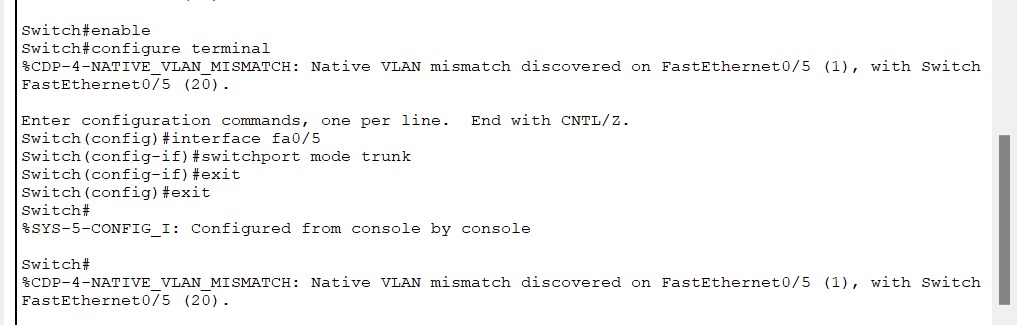 Switch#enable
Switch#configure terminal
%CDP-4-NATIVE_VLAN_MISMATCH: Native VLAN mismatch discovered on FastEthernet0/5 (1), with Switch
FastEthernet0/5 (20).
Enter configuration commands, one per line.  End with CNTL/Z.
Switch(config)#interface fa0/5
Switch(config-if)#switchport mode trunk
Switch(config-if)#exit
Switch(config)#exit
Switch#
%SYS-5-CONFIG_I: Configured from console by console
Switch#
%CDP-4-NATIVE_VLAN_MISMATCH: Native VLAN mismatch discovered on FastEthernet0/5 (1), with Switch
FastEthernet0/5 (20).